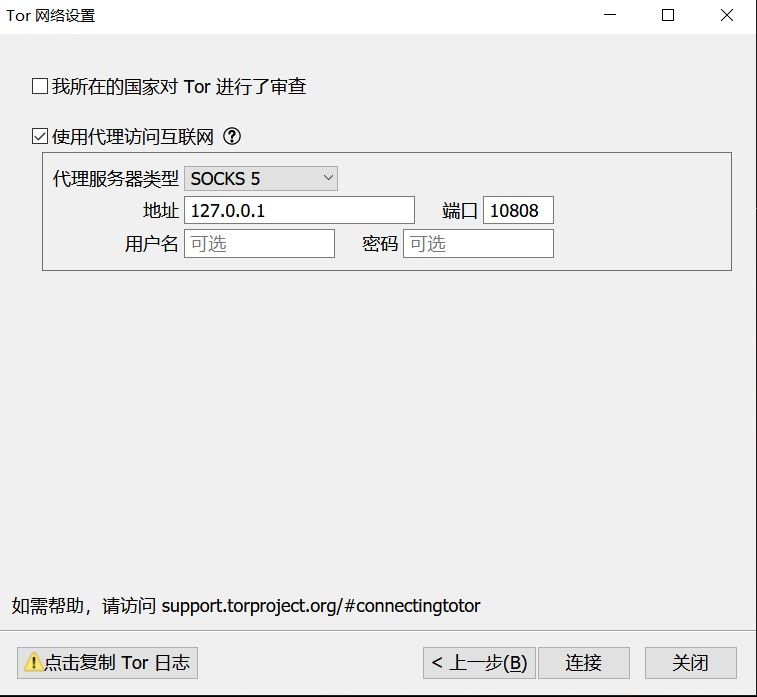 Tor 网络设置
我所在的国家对 Tor 进行了审查
使用代理访问互联网 ?
代理服务器类型 SOCKS 5
地址 127.0.0.1 端口 10808
用户名 可选 密码 可选
如需帮助，请访问 support.torproject.org/#connectingtotor
点击复制 Tor 日志 < 上一步(B) 连接 关闭